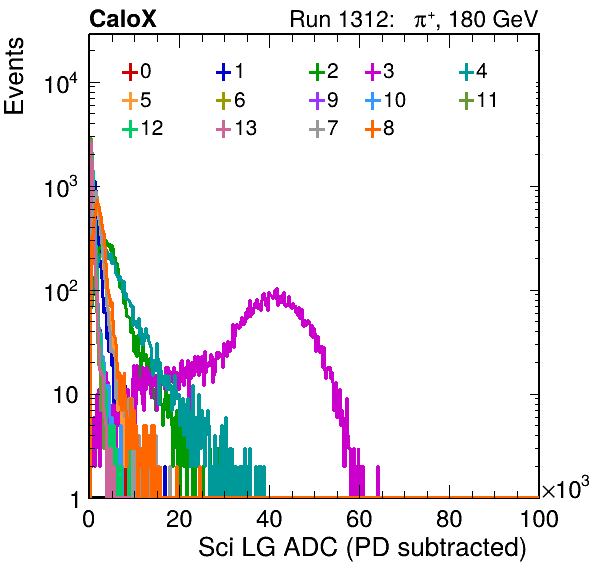 CaloX Run 1312: π⁺, 180 GeV
Events
10⁴
10³
10²
10
1
0 1 2 3 4
5 6 9 10 11
12 13 7 8
0 20 40 60 80 100
×10³
Sci LG ADC (PD subtracted)